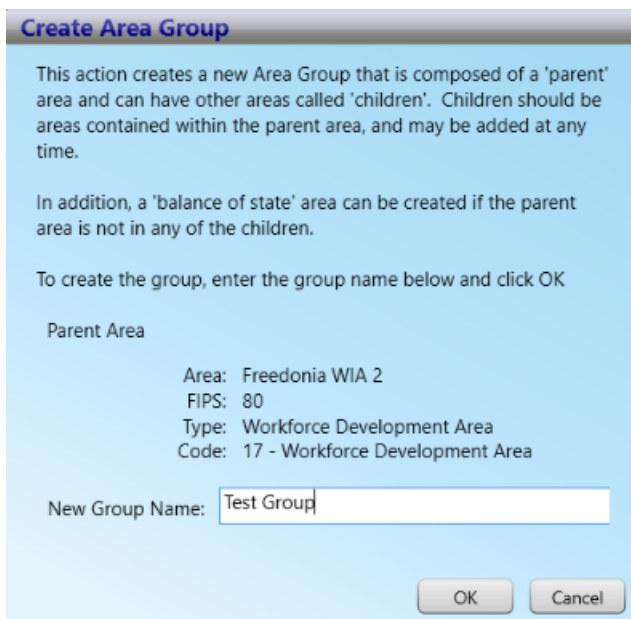 Create Area Group
This action creates a new Area Group that is composed of a 'parent'
area and can have other areas called 'children'.  Children should be
areas contained within the parent area, and may be added at any
time.
In addition, a 'balance of state' area can be created if the parent
area is not in any of the children.
To create the group, enter the group name below and click OK
Parent Area
Area: Freedonia WIA 2
FIPS: 80
Type: Workforce Development Area
Code: 17 - Workforce Development Area
New Group Name: Test Group
OK Cancel